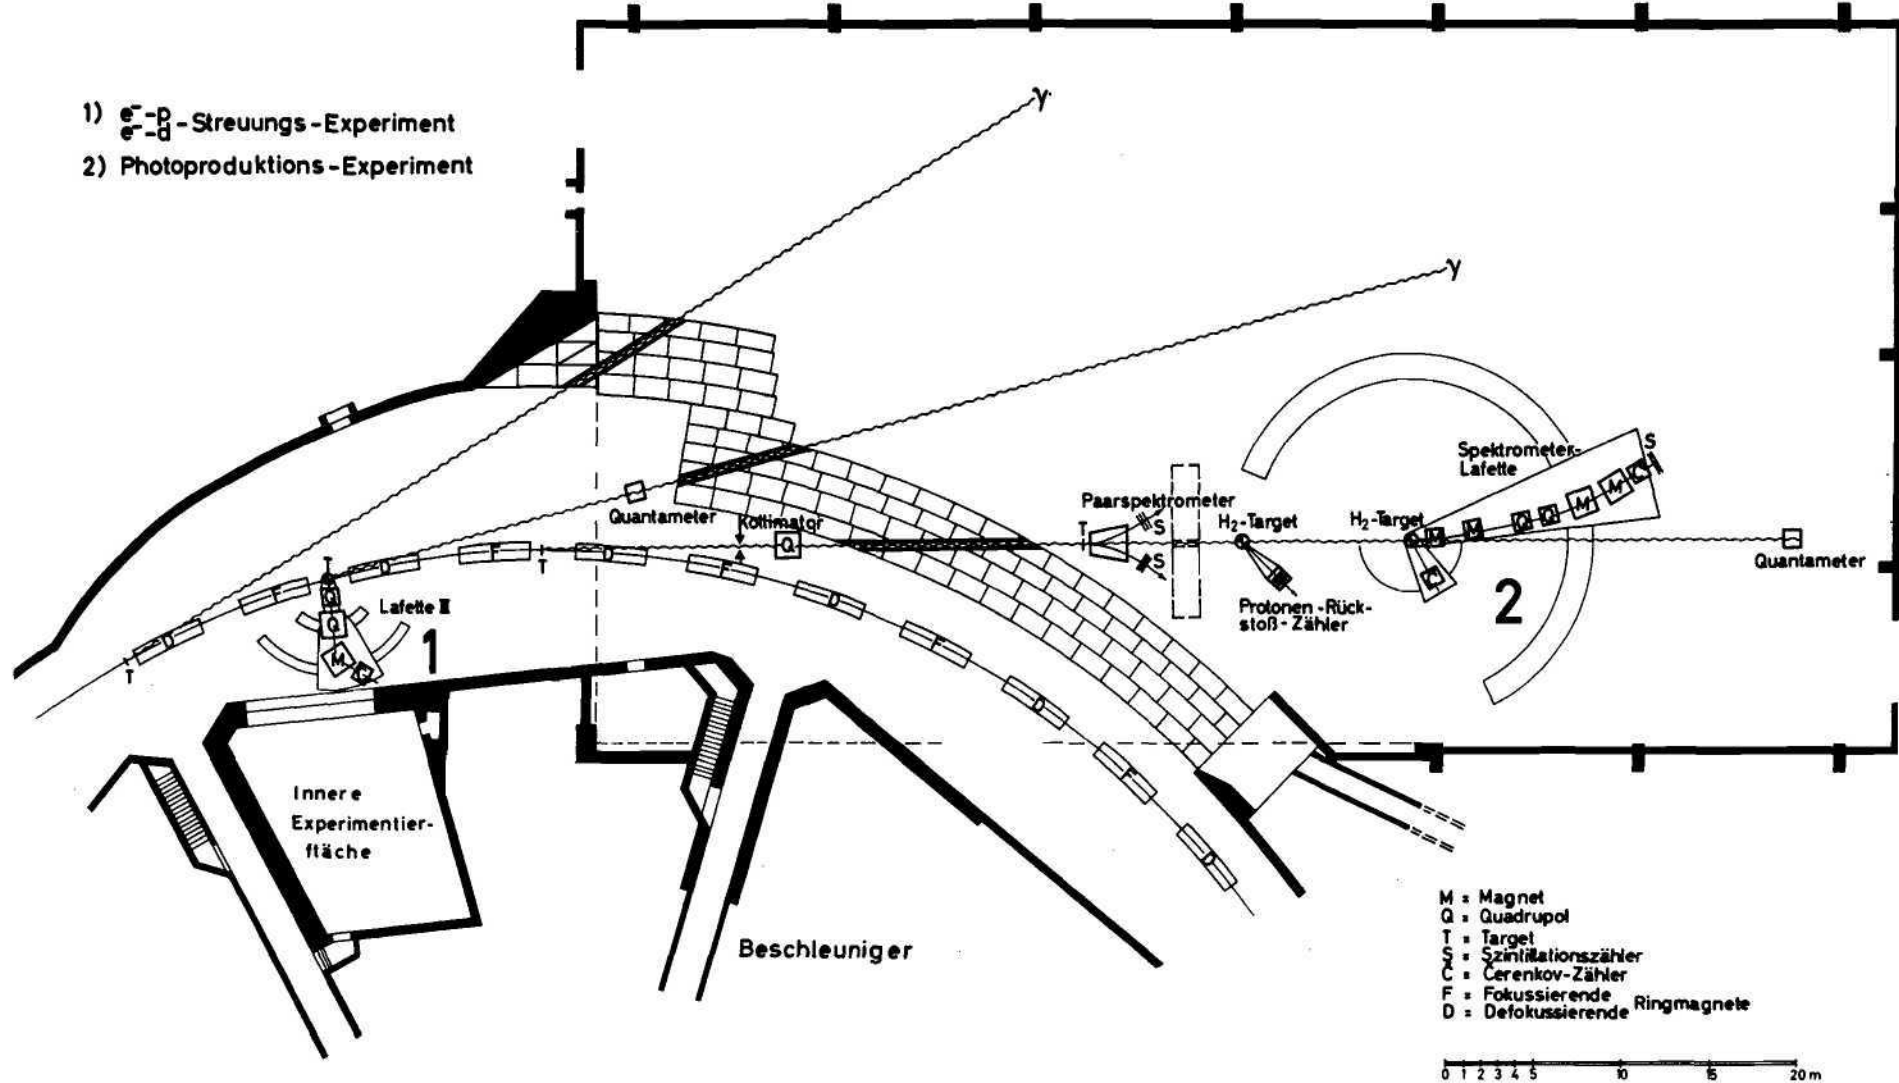 1) e⁻-p
e⁻-d -Streuungs-Experiment
2) Photoproduktions-Experiment
γ
γ
Quantameter
Kollimator
Q
Paarspektrometer
T
S
S
H₂-Target
H₂-Target
Spektrometer-
Lafette
S
M
M
Q
Q
M
M
Č
Č
Quantameter
Protonen-Rück-
stoß-Zähler
2
T
D
F
T
D
F
T
D
F
D
F
D
F
D
Q
Q
M
Č
Lafette III
1
Innere
Experimentier-
fläche
Beschleuniger
M = Magnet
Q = Quadrupol
T = Target
S = Szintillationszähler
Č = Čerenkov-Zähler
F = Fokussierende
D = Defokussierende Ringmagnete
0 1 2 3 4 5 10 15 20 m